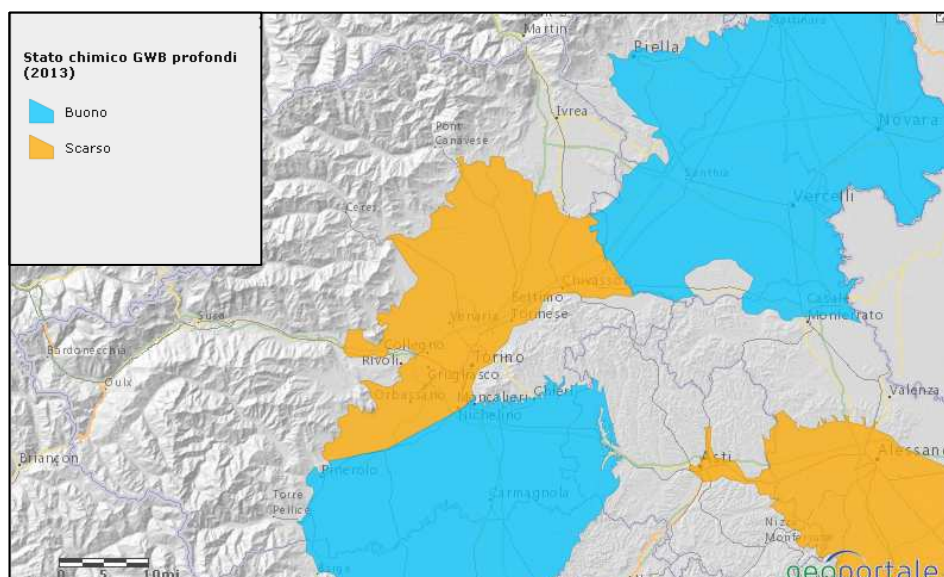 Stato chimico GWB profondi
(2013)
Buono
Scarso
Martin
Biella
Ivrea
Novara
Pont
Canavese
Santhià
Vercelli
Ceres
Chivasso
Settimo
Torinese
Casale
Monferrato
Susa
Venaria
Bardonecchia
Collegno
Rivoli
Torino
Oulx
Grugliasco
Orbassano
Moncalieri
Chieri
Nichelino
Valenza
Briançon
Asti
Pinerolo
Torre
Pellice
Carmagnola
Monferrato
0 5 10mi
geoportale